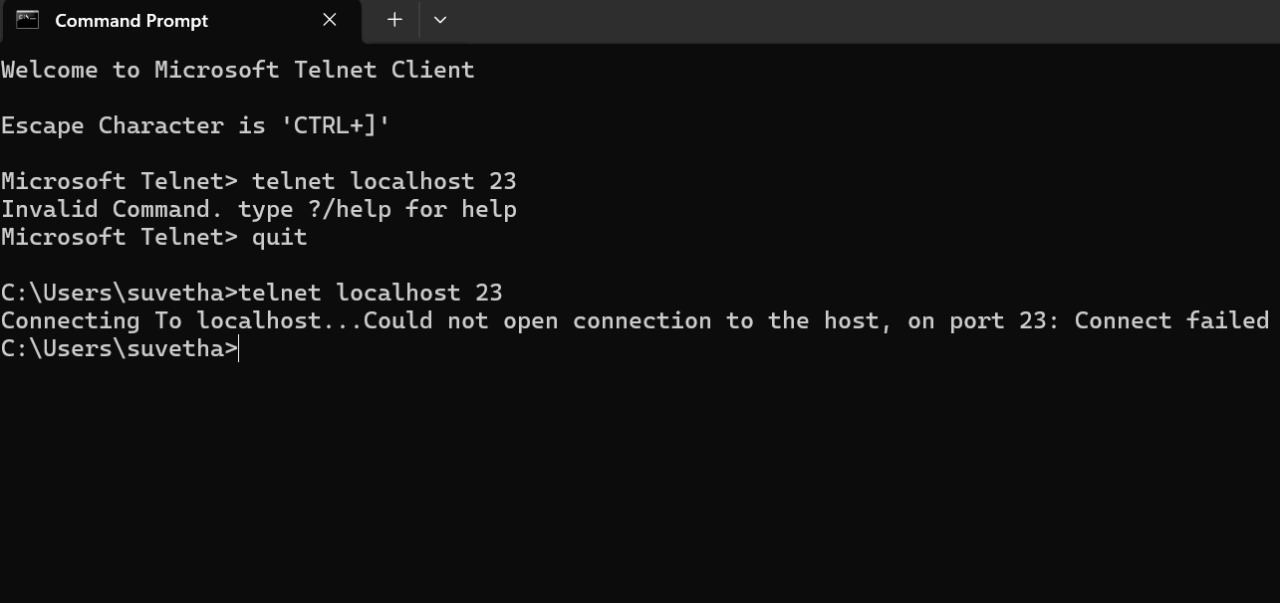 Command Prompt
Welcome to Microsoft Telnet Client
Escape Character is 'CTRL+]'
Microsoft Telnet> telnet localhost 23
Invalid Command. type ?/help for help
Microsoft Telnet> quit
C:\Users\suvetha>telnet localhost 23
Connecting To localhost...Could not open connection to the host, on port 23: Connect failed
C:\Users\suvetha>